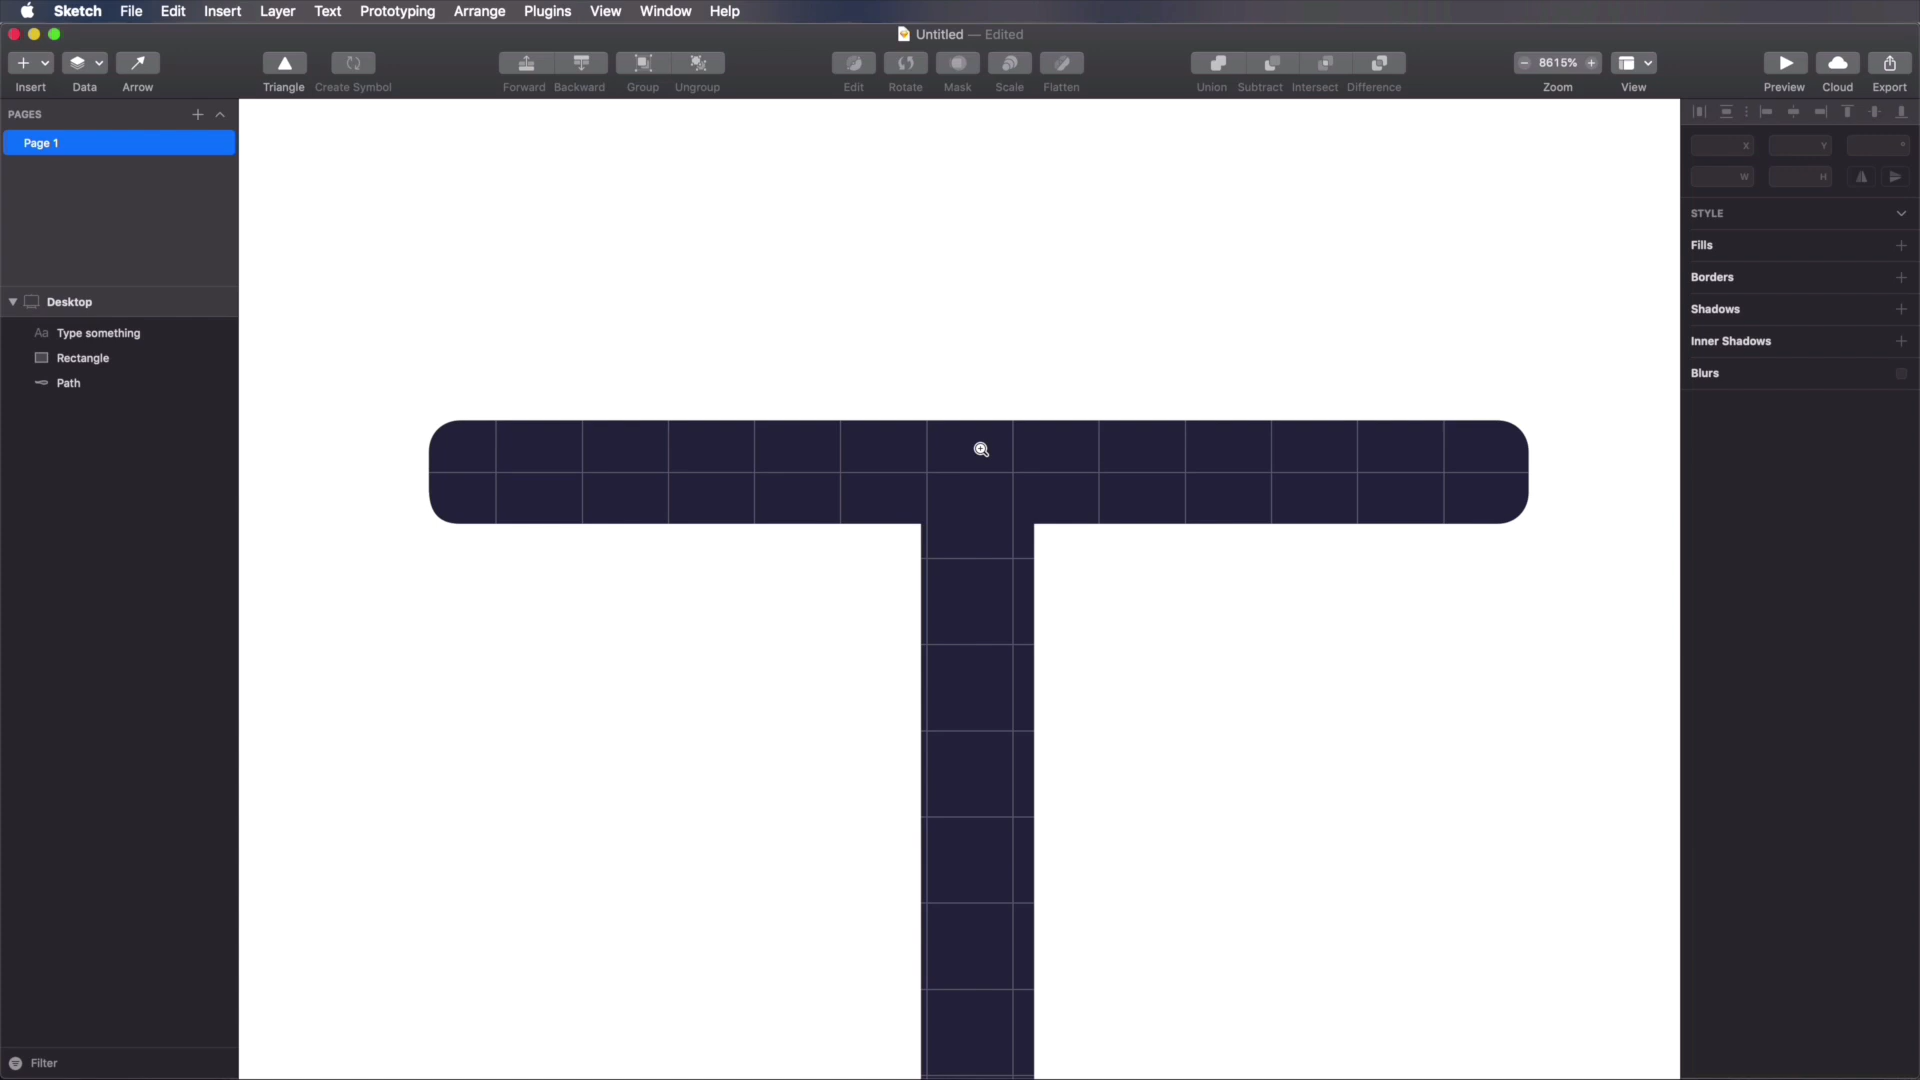 Sketch File Edit Insert Layer Text Prototyping Arrange Plugins View Window Help
Untitled — Edited
8615%
Insert Data Arrow Triangle Create Symbol Forward Backward Group Ungroup Edit Rotate Mask Scale Flatten Union Subtract Intersect Difference Zoom View Preview Cloud Export
PAGES
Page 1
X Y °
W H
STYLE
Fills
Borders
Shadows
Inner Shadows
Blurs
Desktop
Aa Type something
Rectangle
Path
T
Filter